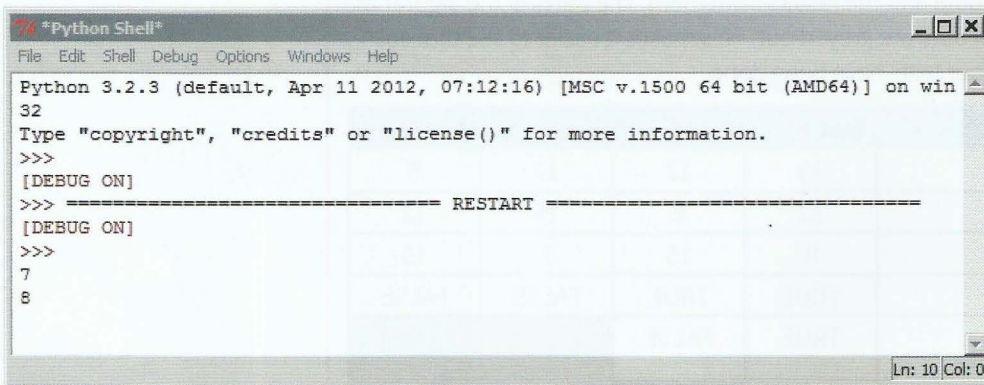 *Python Shell*
File Edit Shell Debug Options Windows Help
Python 3.2.3 (default, Apr 11 2012, 07:12:16) [MSC v.1500 64 bit (AMD64)] on win
32
Type "copyright", "credits" or "license()" for more information.
>>>
[DEBUG ON]
>>> ================================ RESTART ================================
[DEBUG ON]
>>>
7
8
Ln: 10 Col: 0